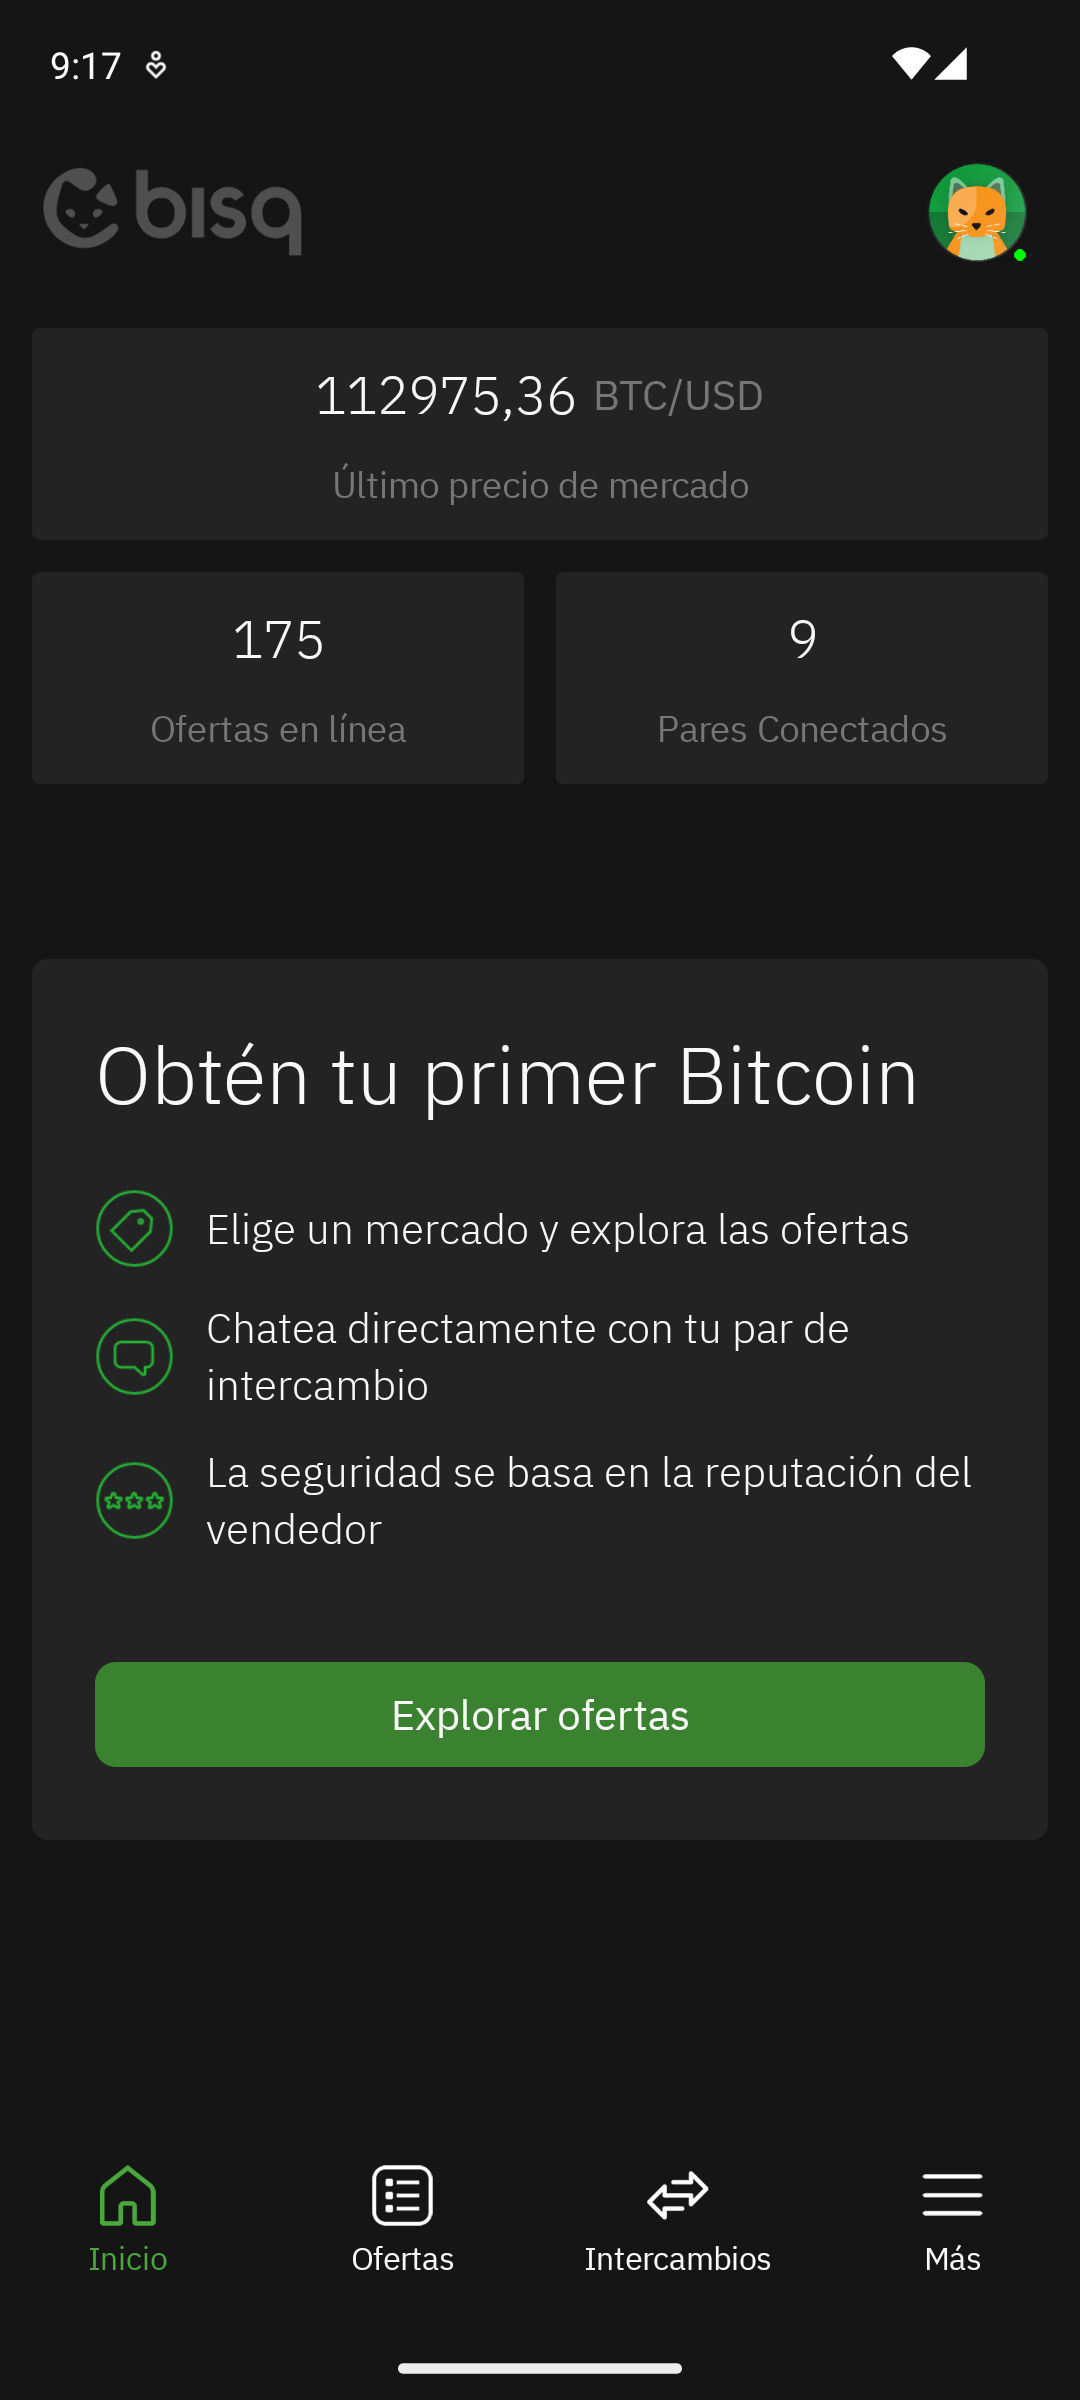 9:17
bisq
112975,36 BTC/USD
Último precio de mercado
175
Ofertas en línea
9
Pares Conectados
Obtén tu primer Bitcoin
Elige un mercado y explora las ofertas
Chatea directamente con tu par de
intercambio
La seguridad se basa en la reputación del
vendedor
Explorar ofertas
Inicio
Ofertas
Intercambios
Más